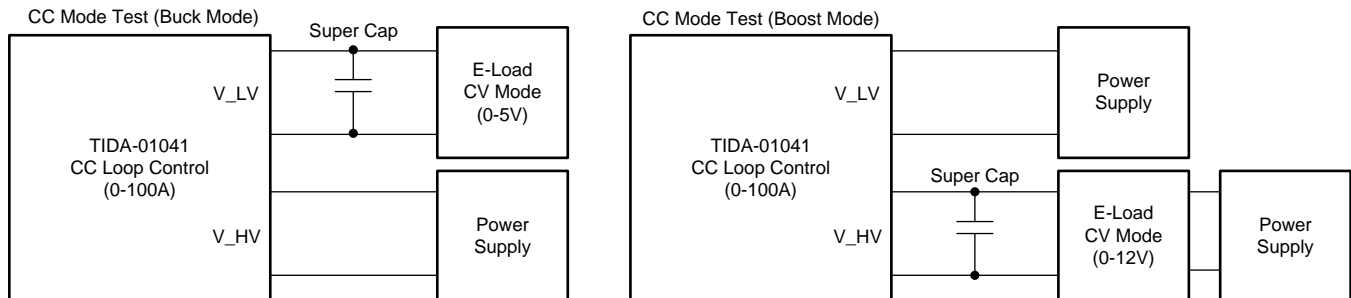 CC Mode Test (Buck Mode)
Super Cap
V_LV
E-Load
CV Mode
(0-5V)
TIDA-01041
CC Loop Control
(0-100A)
V_HV
Power
Supply
CC Mode Test (Boost Mode)
V_LV
Power
Supply
TIDA-01041
CC Loop Control
(0-100A)
Super Cap
V_HV
E-Load
CV Mode
(0-12V)
Power
Supply